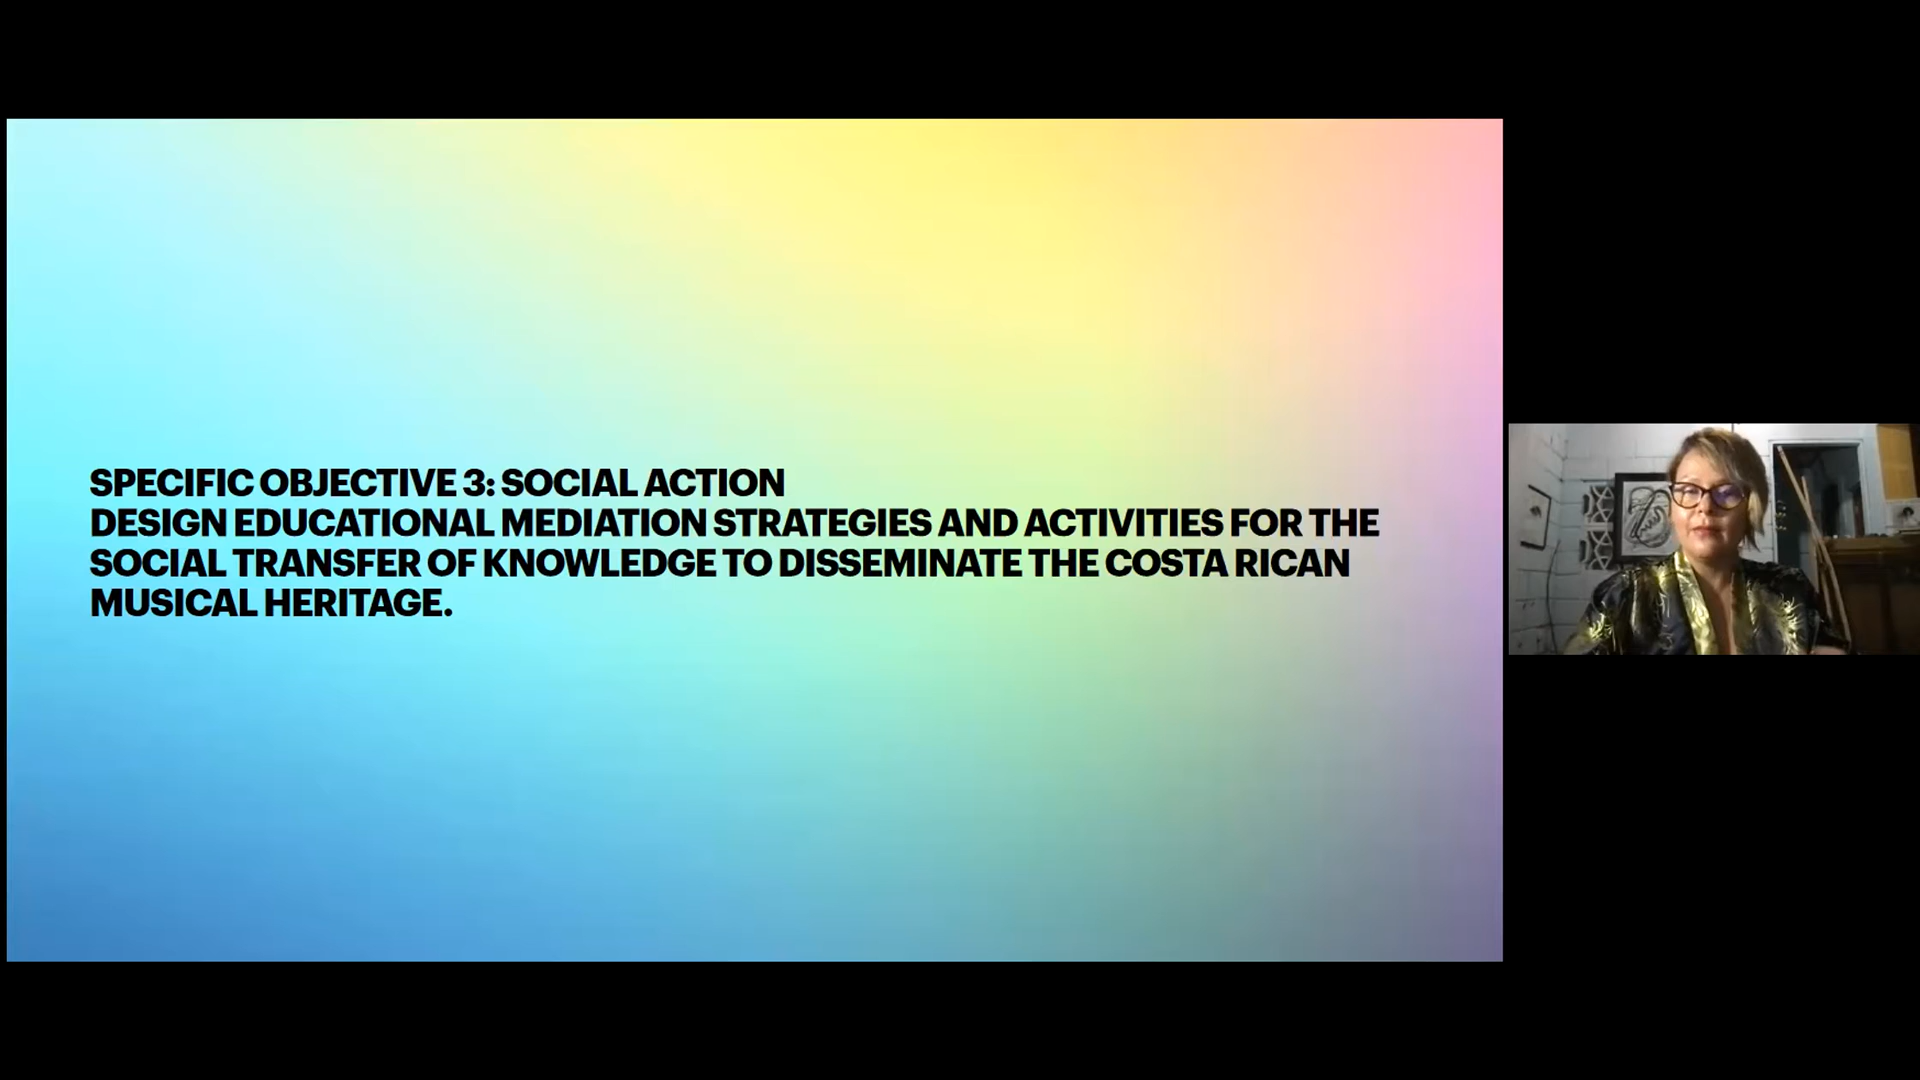 SPECIFIC OBJECTIVE 3: SOCIAL ACTION
DESIGN EDUCATIONAL MEDIATION STRATEGIES AND ACTIVITIES FOR THE
SOCIAL TRANSFER OF KNOWLEDGE TO DISSEMINATE THE COSTA RICAN
MUSICAL HERITAGE.